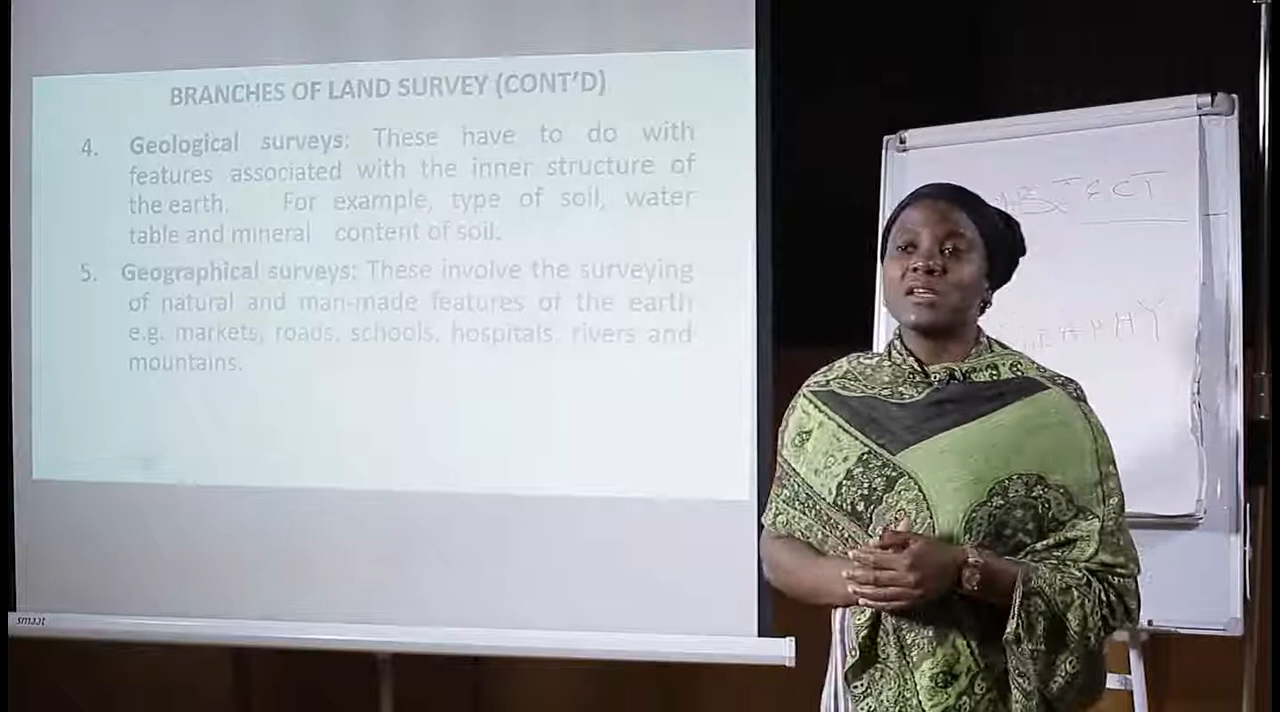 BRANCHES OF LAND SURVEY (CONT'D)
4. Geological surveys: These have to do with
features associated with the inner structure of
the earth. For example, type of soil, water
table and mineral content of soil.
5. Geographical surveys: These involve the surveying
of natural and man-made features of the earth
e.g. markets, roads, schools, hospitals, rivers and
mountains.
smaat